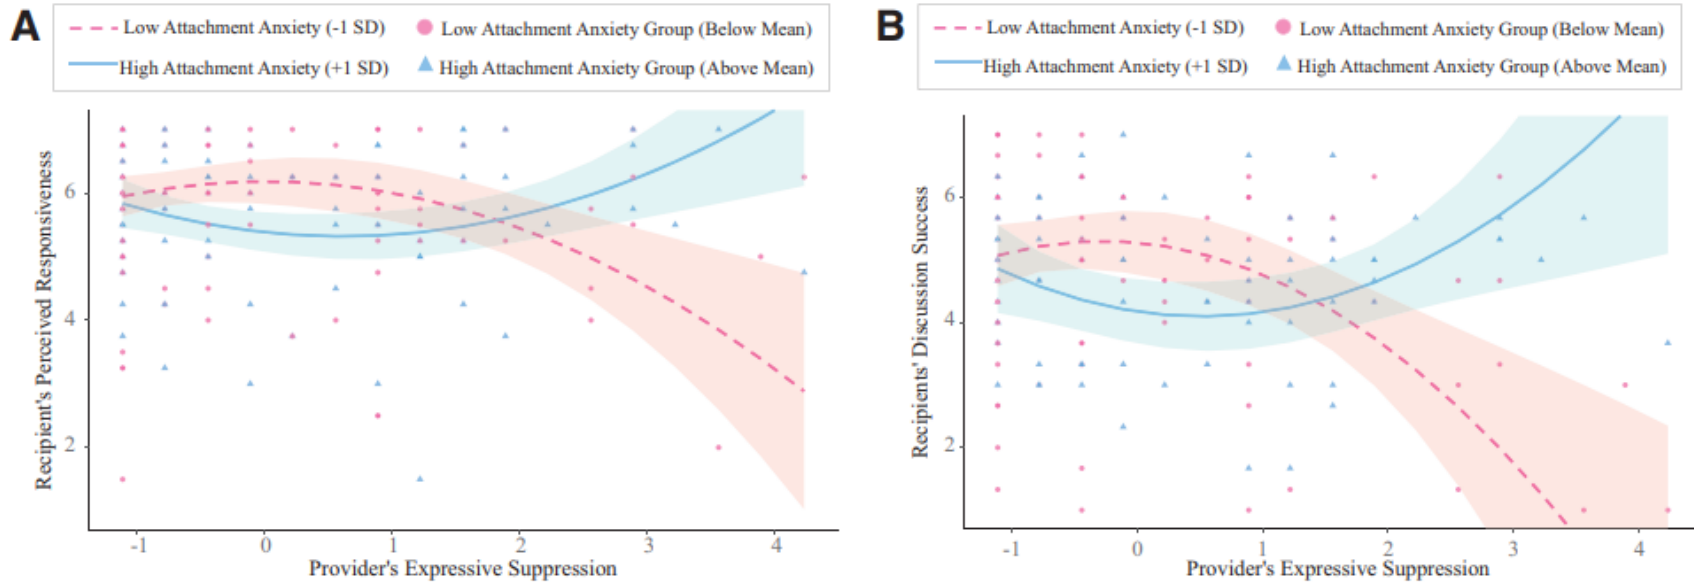 A
Low Attachment Anxiety (-1 SD)
Low Attachment Anxiety Group (Below Mean)
High Attachment Anxiety (+1 SD)
High Attachment Anxiety Group (Above Mean)
Recipient's Perceived Responsiveness
6
4
2
-1
0
1
2
3
4
Provider's Expressive Suppression
B
Low Attachment Anxiety (-1 SD)
Low Attachment Anxiety Group (Below Mean)
High Attachment Anxiety (+1 SD)
High Attachment Anxiety Group (Above Mean)
Recipients' Discussion Success
6
4
2
-1
0
1
2
3
4
Provider's Expressive Suppression